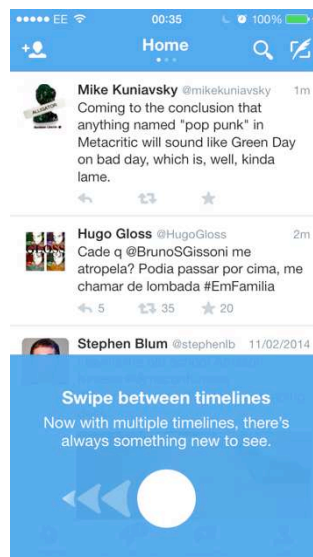 EE 00:35 100%
Home
Mike Kuniavsky @mikekuniavsky 1m
Coming to the conclusion that
anything named "pop punk" in
Metacritic will sound like Green Day
on bad day, which is, well, kinda
lame.
Hugo Gloss @HugoGloss 2m
Cade q @BrunoSGissoni me
atropela? Podia passar por cima, me
chamar de lombada #EmFamilia
5 35 20
Stephen Blum @stephenlb 11/02/2014
Swipe between timelines
Now with multiple timelines, there's
always something new to see.